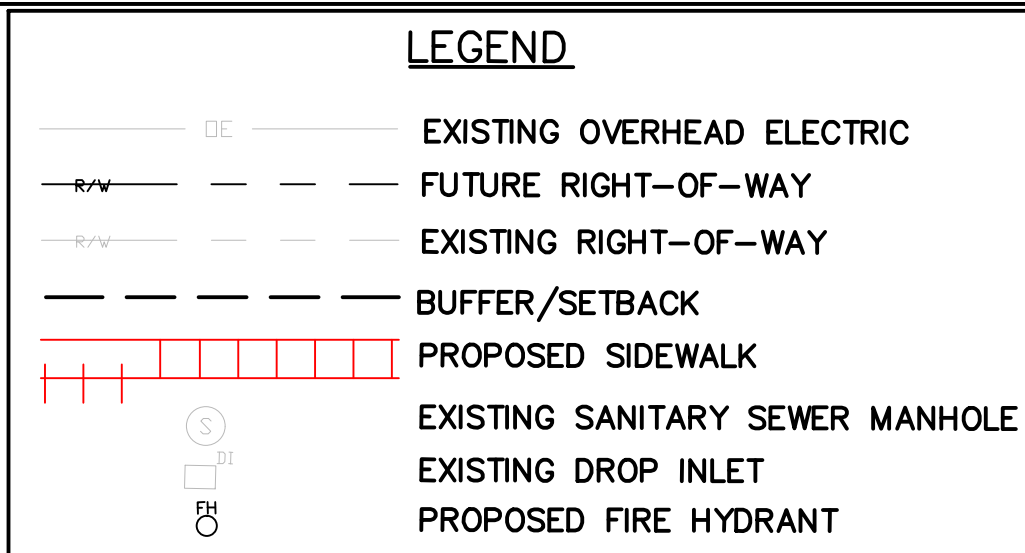 LEGEND
OE EXISTING OVERHEAD ELECTRIC
R/W FUTURE RIGHT-OF-WAY
R/W EXISTING RIGHT-OF-WAY
BUFFER/SETBACK
PROPOSED SIDEWALK
S EXISTING SANITARY SEWER MANHOLE
DI EXISTING DROP INLET
FH PROPOSED FIRE HYDRANT